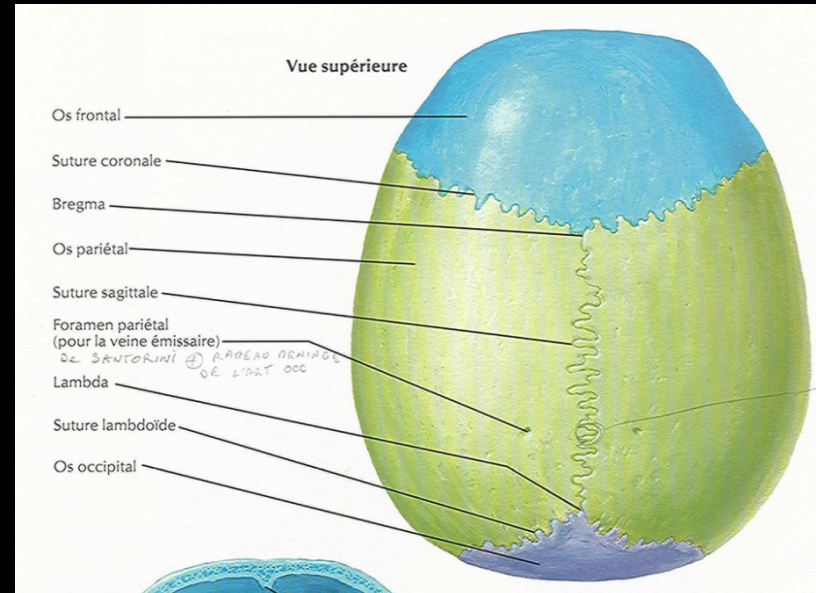 Vue supérieure
Os frontal
Suture coronale
Bregma
Os pariétal
Suture sagittale
Foramen pariétal
(pour la veine émissaire)
De SANTORINI ⊕ RAMEAU MENINGE
DE L'ART OCC
Lambda
Suture lambdoïde
Os occipital